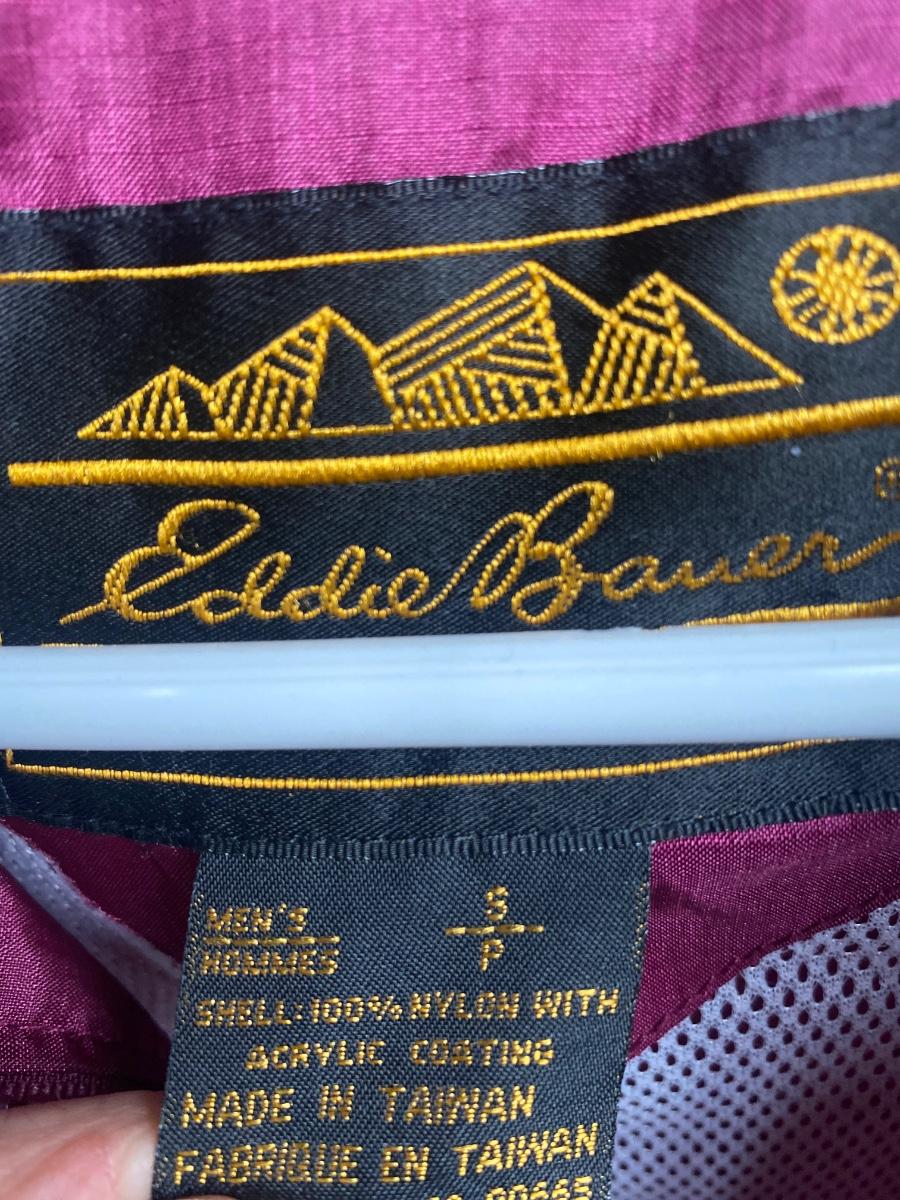 Eddie Bauer
MEN'S S
HOMMES P
SHELL: 100% NYLON WITH
ACRYLIC COATING
MADE IN TAIWAN
FABRIQUE EN TAIWAN